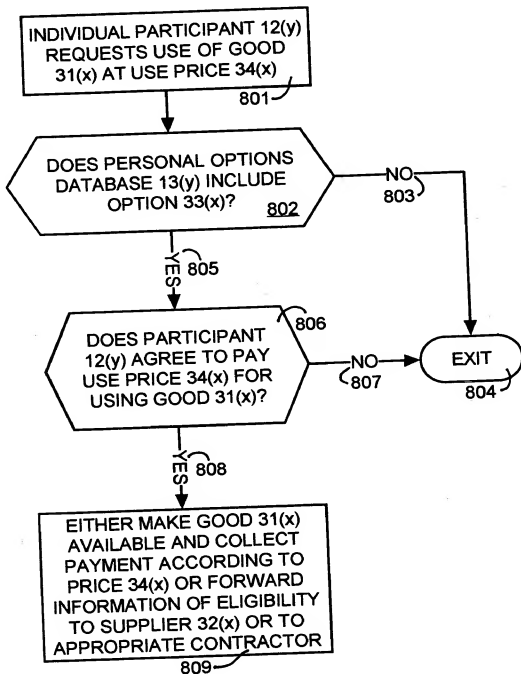 INDIVIDUAL PARTICIPANT 12(y)
REQUESTS USE OF GOOD
31(x) AT USE PRICE 34(x)
801
DOES PERSONAL OPTIONS
DATABASE 13(y) INCLUDE
OPTION 33(x)?
802
NO
803
YES
805
806
DOES PARTICIPANT
12(y) AGREE TO PAY
USE PRICE 34(x) FOR
USING GOOD 31(x)?
NO
807
EXIT
804
YES
808
EITHER MAKE GOOD 31(x)
AVAILABLE AND COLLECT
PAYMENT ACCORDING TO
PRICE 34(x) OR FORWARD
INFORMATION OF ELIGIBILITY
TO SUPPLIER 32(x) OR TO
APPROPRIATE CONTRACTOR
809